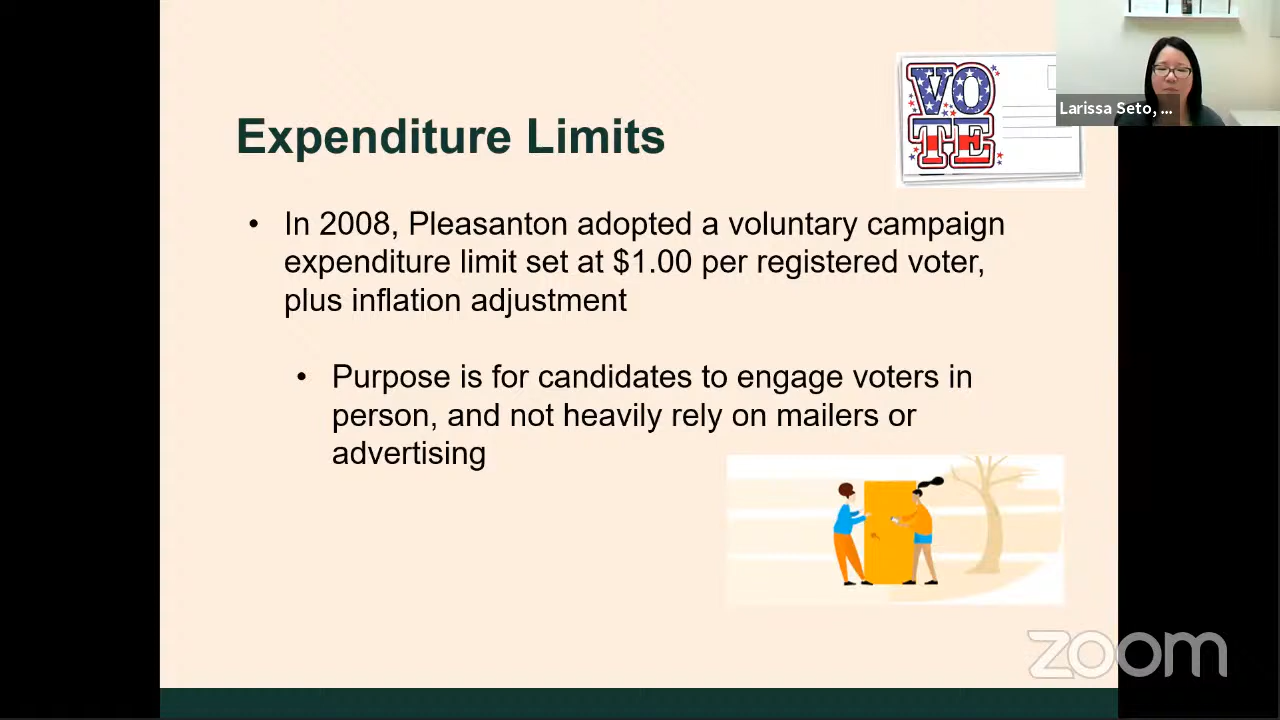 VOTE
Larissa Seto, ...
Expenditure Limits
• In 2008, Pleasanton adopted a voluntary campaign
expenditure limit set at $1.00 per registered voter,
plus inflation adjustment
• Purpose is for candidates to engage voters in
person, and not heavily rely on mailers or
advertising
zoom